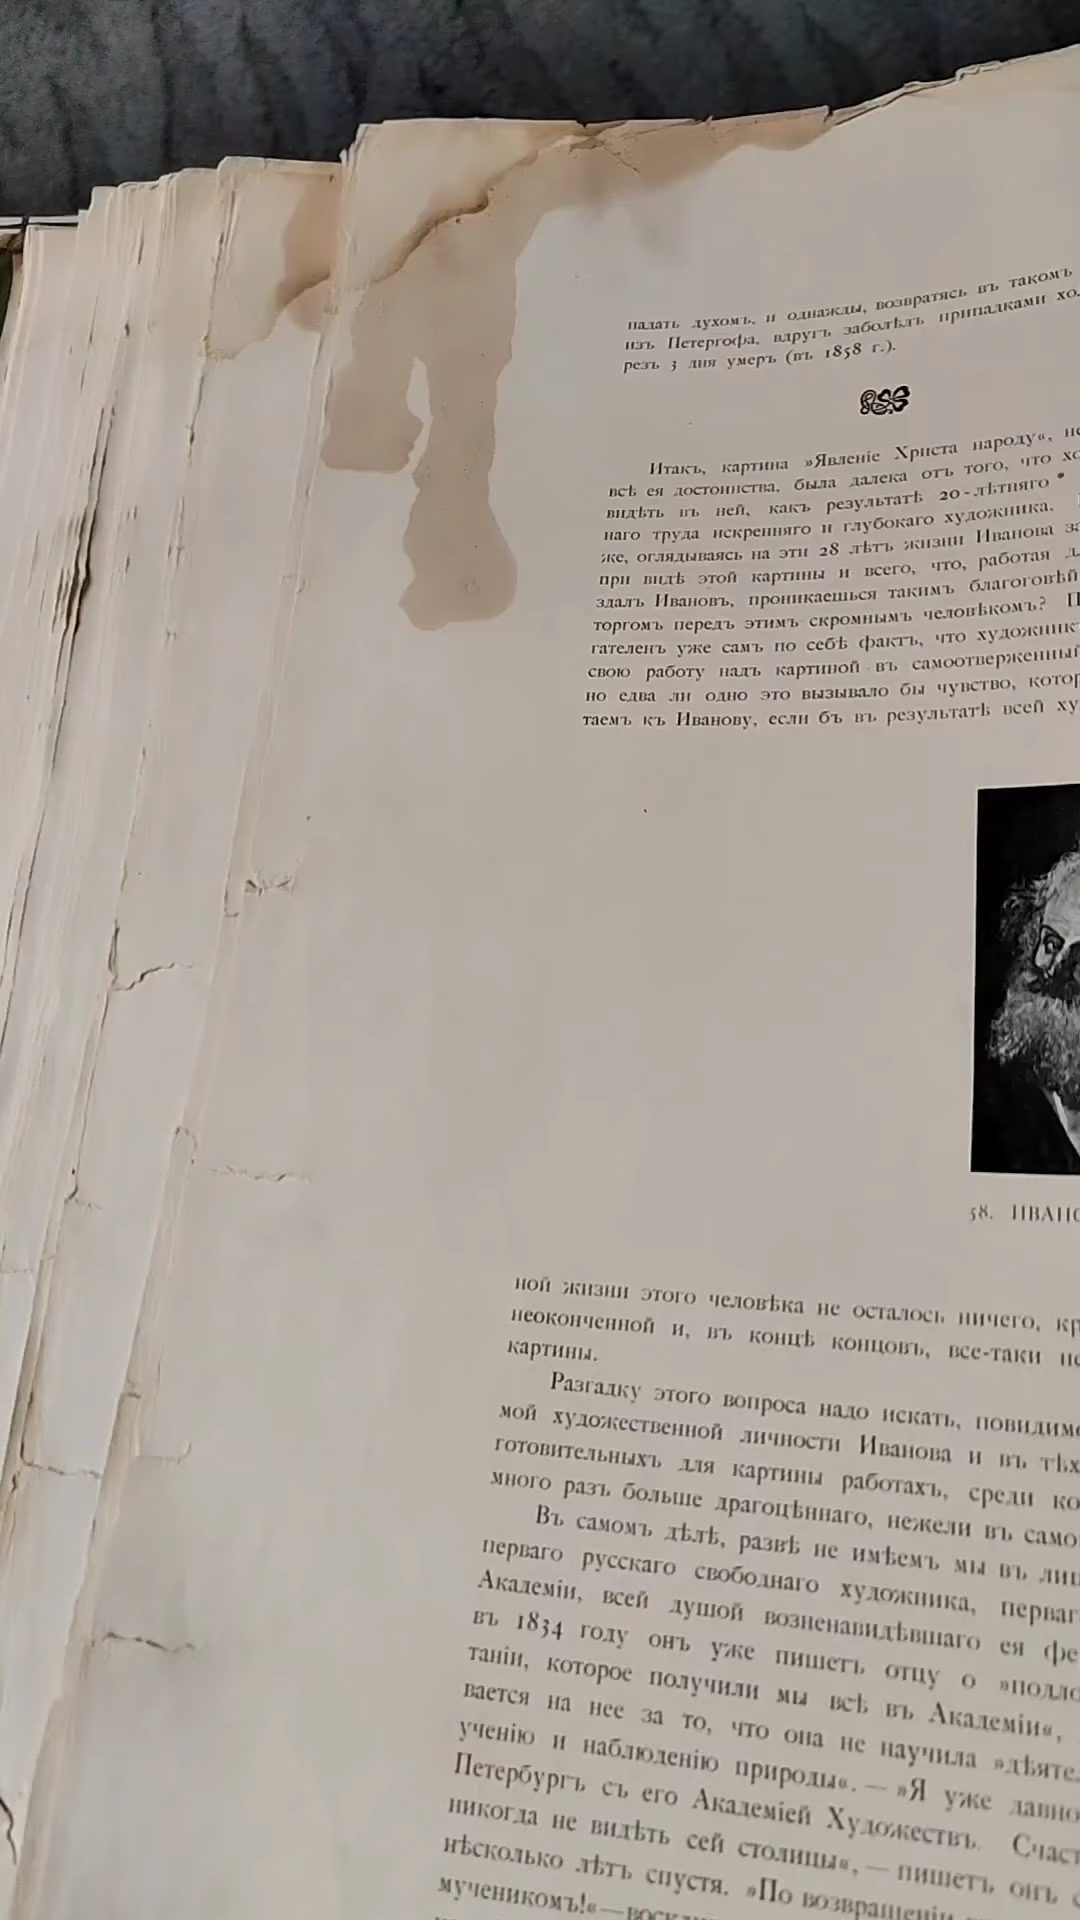 падать духомъ. и однажды, возвратясь въ такомъ
изъ Петергофа, вдругъ заболѣлъ припадками хо
резъ 3 дня умеръ (въ 1858 г.).
Итакъ, картина »Явленіе Христа народу«, не
всѣ ея достоинства, была далека отъ того, что хо
видѣть въ ней, какъ результатѣ 20-лѣтняго *
наго труда искренняго и глубокаго художника.
же, оглядываясь на эти 28 лѣтъ жизни Иванова за
при видѣ этой картины и всего, что, работая д
здалъ Ивановъ, проникаешься такимъ благоговѣй
торгомъ передъ этимъ скромнымъ человѣкомъ? П
гателенъ уже самъ по себѣ фактъ, что художник
свою работу надъ картиной въ самоотверженный
но едва ли одно это вызывало бы чувство, котор
таемъ къ Иванову, если бъ въ результатѣ всей ху
58. ИВАНО
ной жизни этого человѣка не осталось ничего, кр
неоконченной и, въ концѣ концовъ, все-таки не
картины.
Разгадку этого вопроса надо искать, повидимо
мой художественной личности Иванова и въ тѣх
готовительныхъ для картины работахъ, среди ко
много разъ больше драгоцѣннаго, нежели въ само
Въ самомъ дѣлѣ, развѣ не имѣемъ мы въ лиц
перваго русскаго свободнаго художника, перваг
Академіи, всей душой возненавидѣвшаго ея фе
въ 1834 году онъ уже пишетъ отцу о »подло
таніи, которое получили мы всѣ въ Академіи«,
вается на нее за то, что она не научила »дѣяте
ученію и наблюденію природы«. — »Я уже давно
Петербургъ съ его Академіей Художествъ. Счаст
никогда не видѣть сей столицы«, — пишетъ онъ
нѣсколько лѣтъ спустя. »По возвращеніи
мученикомъ!«—